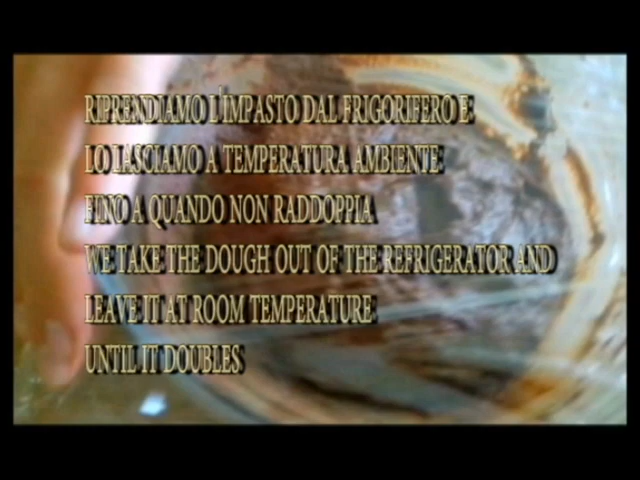 RIPRENDIAMO L'IMPASTO DAL FRIGORIFERO E
LO LASCIAMO A TEMPERATURA AMBIENTE
FINO A QUANDO NON RADDOPPIA
WE TAKE THE DOUGH OUT OF THE REFRIGERATOR AND
LEAVE IT AT ROOM TEMPERATURE
UNTIL IT DOUBLES